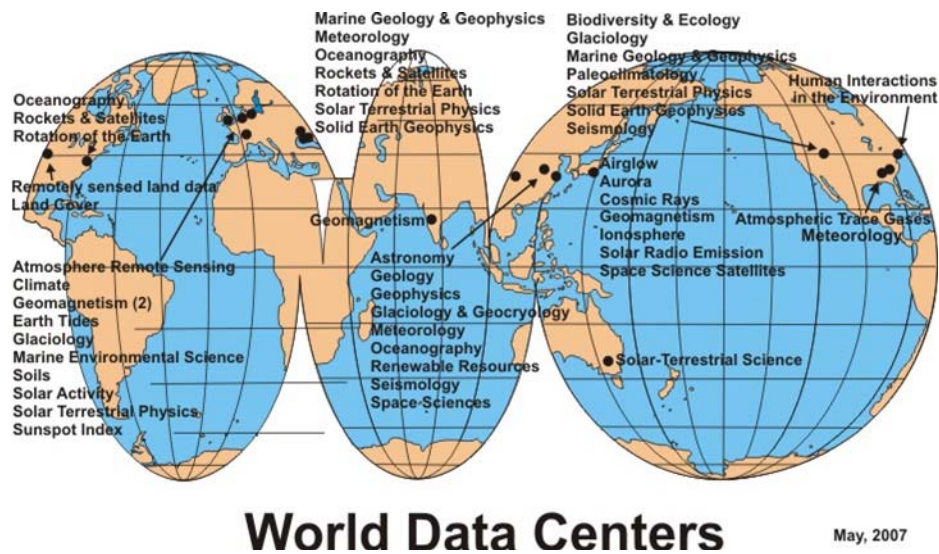 Marine Geology & Geophysics
Meteorology
Oceanography
Rockets & Satellites
Rotation of the Earth
Solar Terrestrial Physics
Solid Earth Geophysics
Biodiversity & Ecology
Glaciology
Marine Geology & Geophysics
Paleoclimatology
Solar Terrestrial Physics
Solid Earth Geophysics
Seismology
Human Interactions
in the Environment
Oceanography
Rockets & Satellites
Rotation of the Earth
Remotely sensed land data
Land Cover
Geomagnetism
Airglow
Aurora
Cosmic Rays
Geomagnetism
Ionosphere
Solar Radio Emission
Space Science Satellites
Atmospheric Trace Gases
Meteorology
Atmosphere Remote Sensing
Climate
Geomagnetism (2)
Earth Tides
Glaciology
Marine Environmental Science
Soils
Solar Activity
Solar Terrestrial Physics
Sunspot Index
Astronomy
Geology
Geophysics
Glaciology & Geocryology
Meteorology
Oceanography
Renewable Resources
Seismology
Space Sciences
Solar-Terrestrial Science
World Data Centers
May, 2007